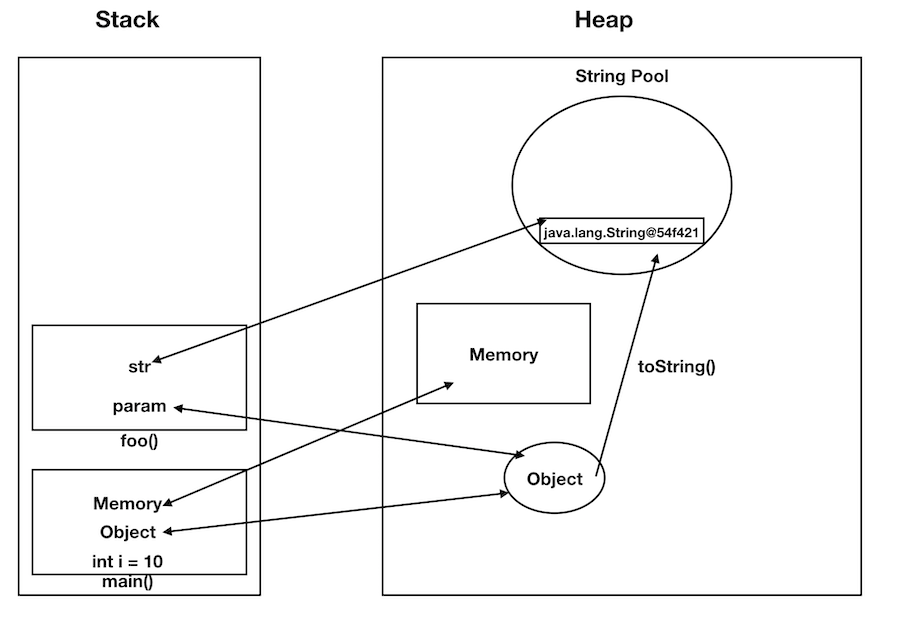 Stack
Heap
String Pool
java.lang.String@54f421
Memory
toString()
Object
str
param
foo()
Memory
Object
int i = 10
main()